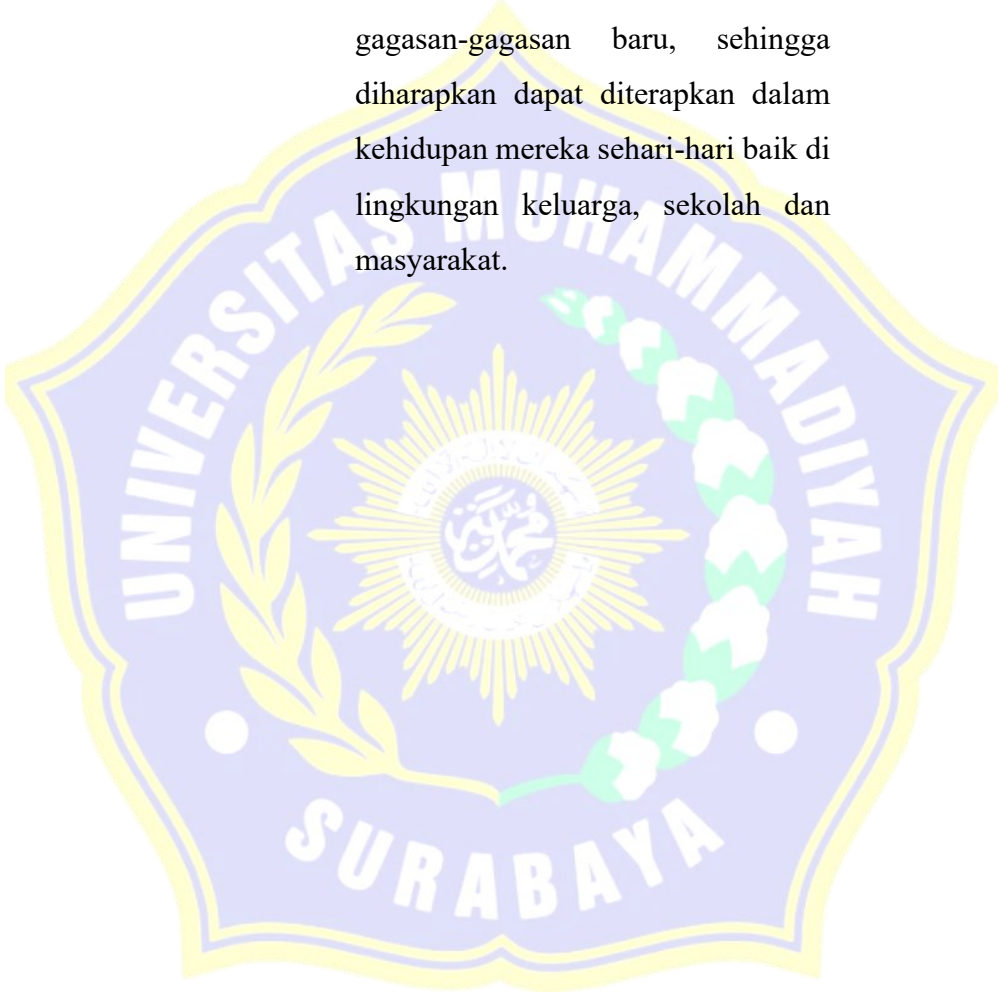 gagasan-gagasan baru, sehingga
diharapkan dapat diterapkan dalam
kehidupan mereka sehari-hari baik di
lingkungan keluarga, sekolah dan
masyarakat.
UNIVERSITAS MUHAMMADIYAH
محمدية
SURABAYA